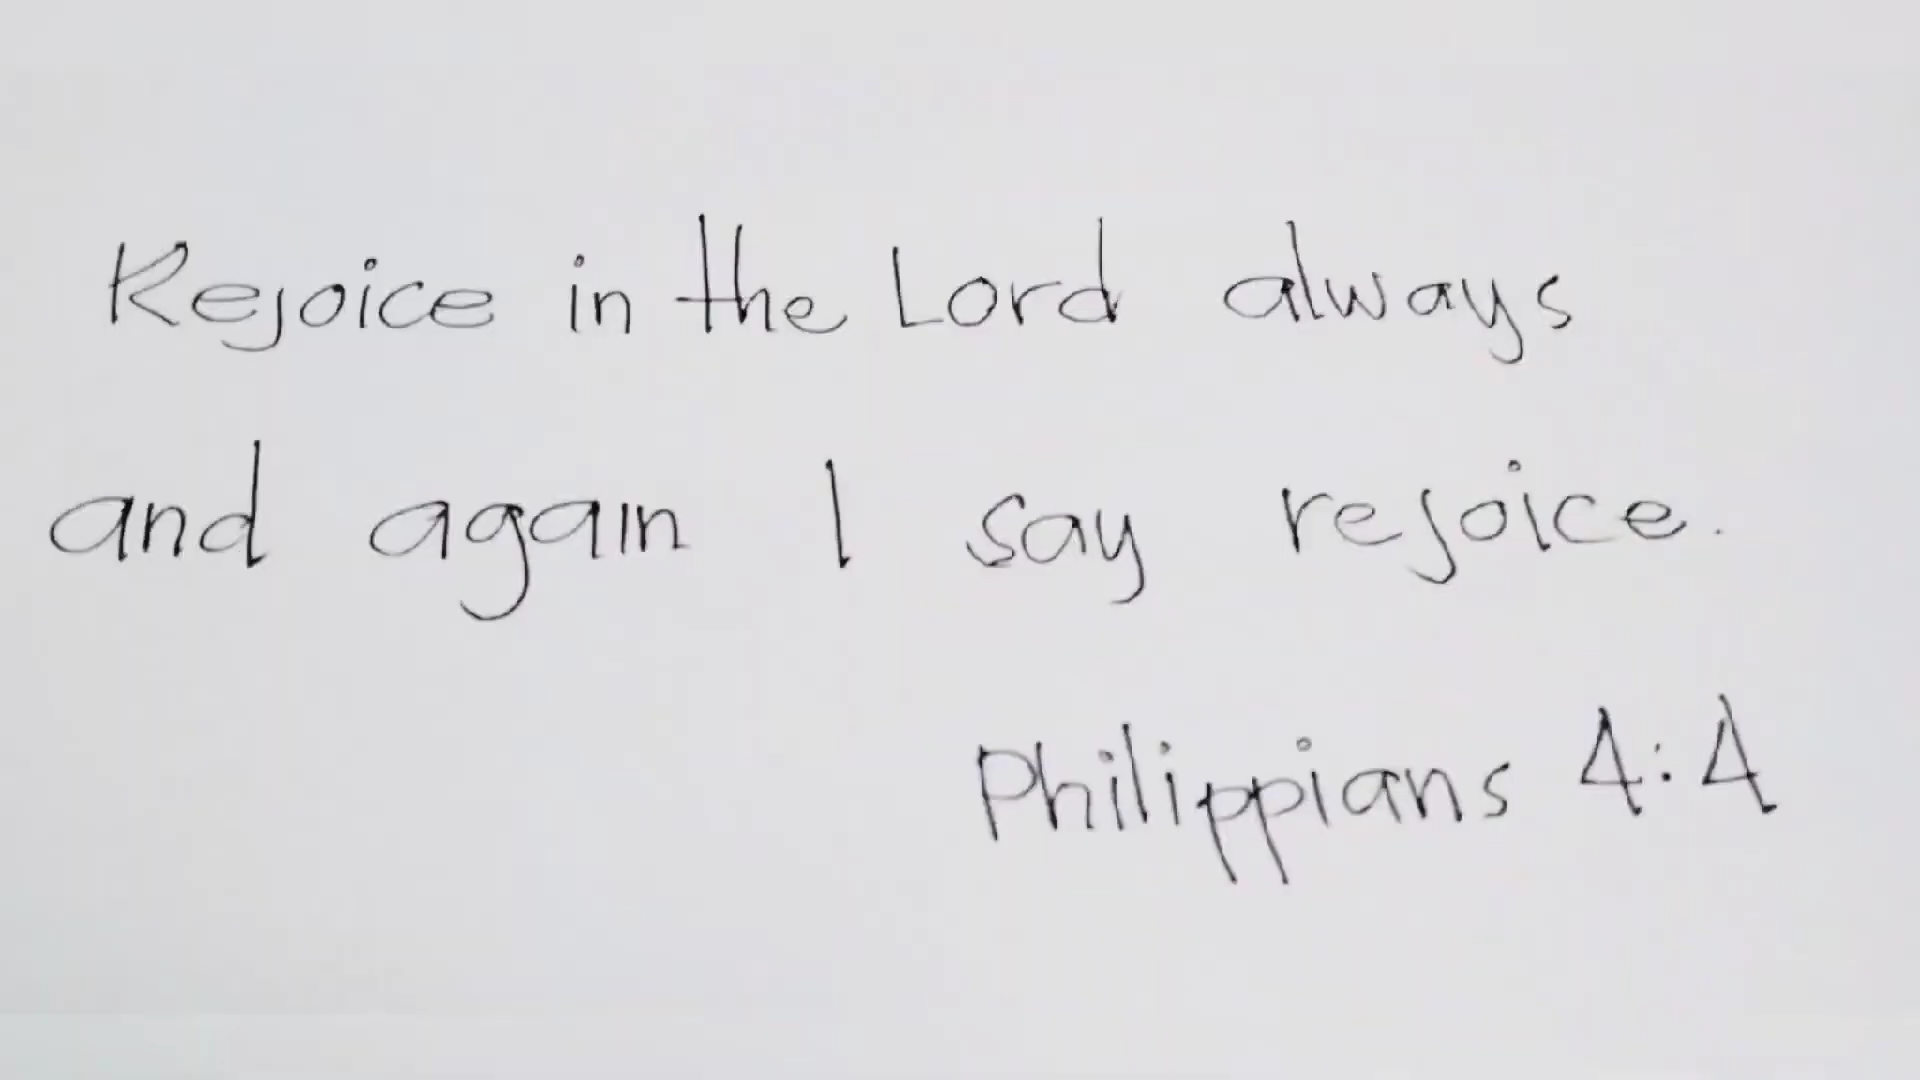 Rejoice in the Lord always
and again I say rejoice.
Philippians 4:4